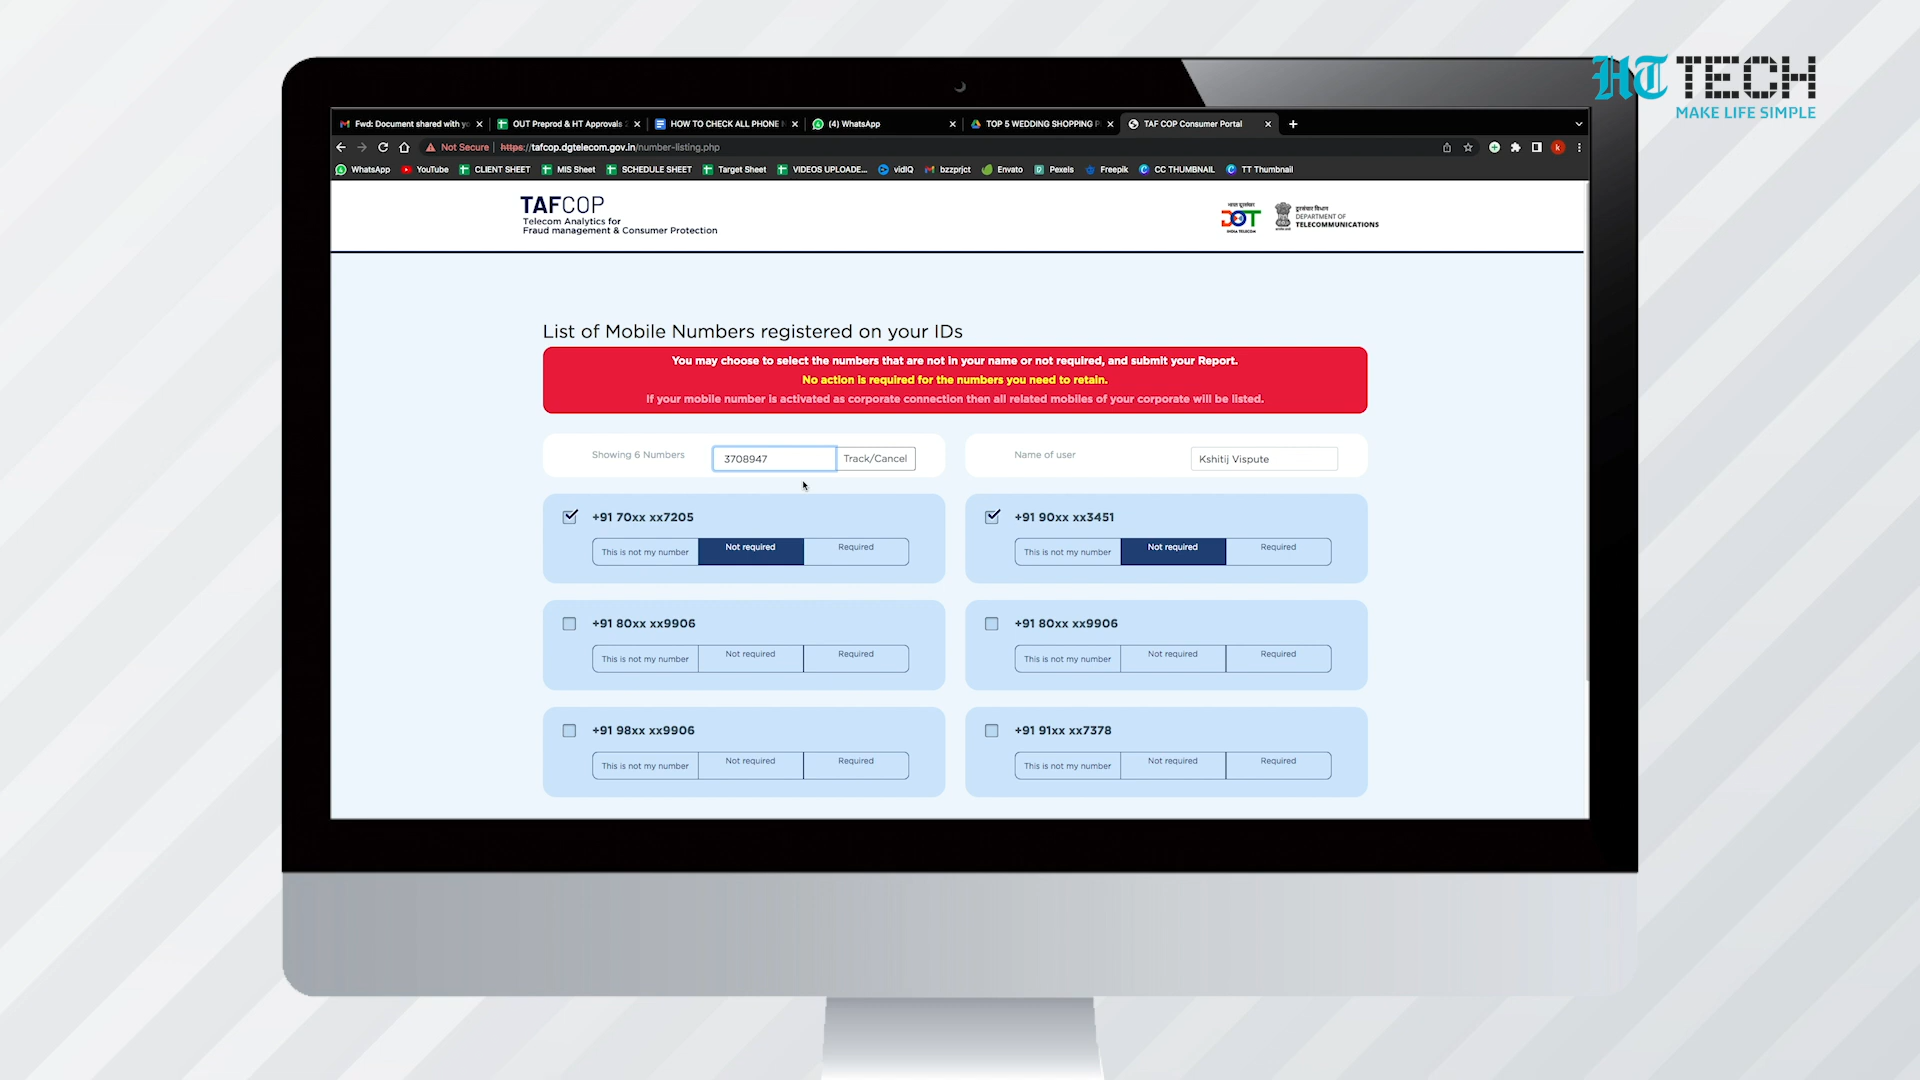 HT TECH
MAKE LIFE SIMPLE
Fwd: Document shared with yo
OUT Preprod & HT Approvals
HOW TO CHECK ALL PHONE
(4) WhatsApp
TOP 5 WEDDING SHOPPING P
TAF COP Consumer Portal
Not Secure https://tafcop.dgtelecom.gov.in/number-listing.php
k
WhatsApp YouTube CLIENT SHEET MIS Sheet SCHEDULE SHEET Target Sheet VIDEOS UPLOADE... vidIQ bzzprjct Envato Pexels Freepik CC THUMBNAIL TT Thumbnail
TAFCOP
Telecom Analytics for
Fraud management & Consumer Protection
भारत दूरसंचार
DOT
INDIA TELECOM
दूरसंचार विभाग
DEPARTMENT OF
TELECOMMUNICATIONS
List of Mobile Numbers registered on your IDs
You may choose to select the numbers that are not in your name or not required, and submit your Report.
No action is required for the numbers you need to retain.
If your mobile number is activated as corporate connection then all related mobiles of your corporate will be listed.
Showing 6 Numbers 3708947 Track/Cancel
Name of user Kshitij Vispute
+91 70xx xx7205
This is not my number Not required Required
+91 90xx xx3451
This is not my number Not required Required
+91 80xx xx9906
This is not my number Not required Required
+91 80xx xx9906
This is not my number Not required Required
+91 98xx xx9906
This is not my number Not required Required
+91 91xx xx7378
This is not my number Not required Required